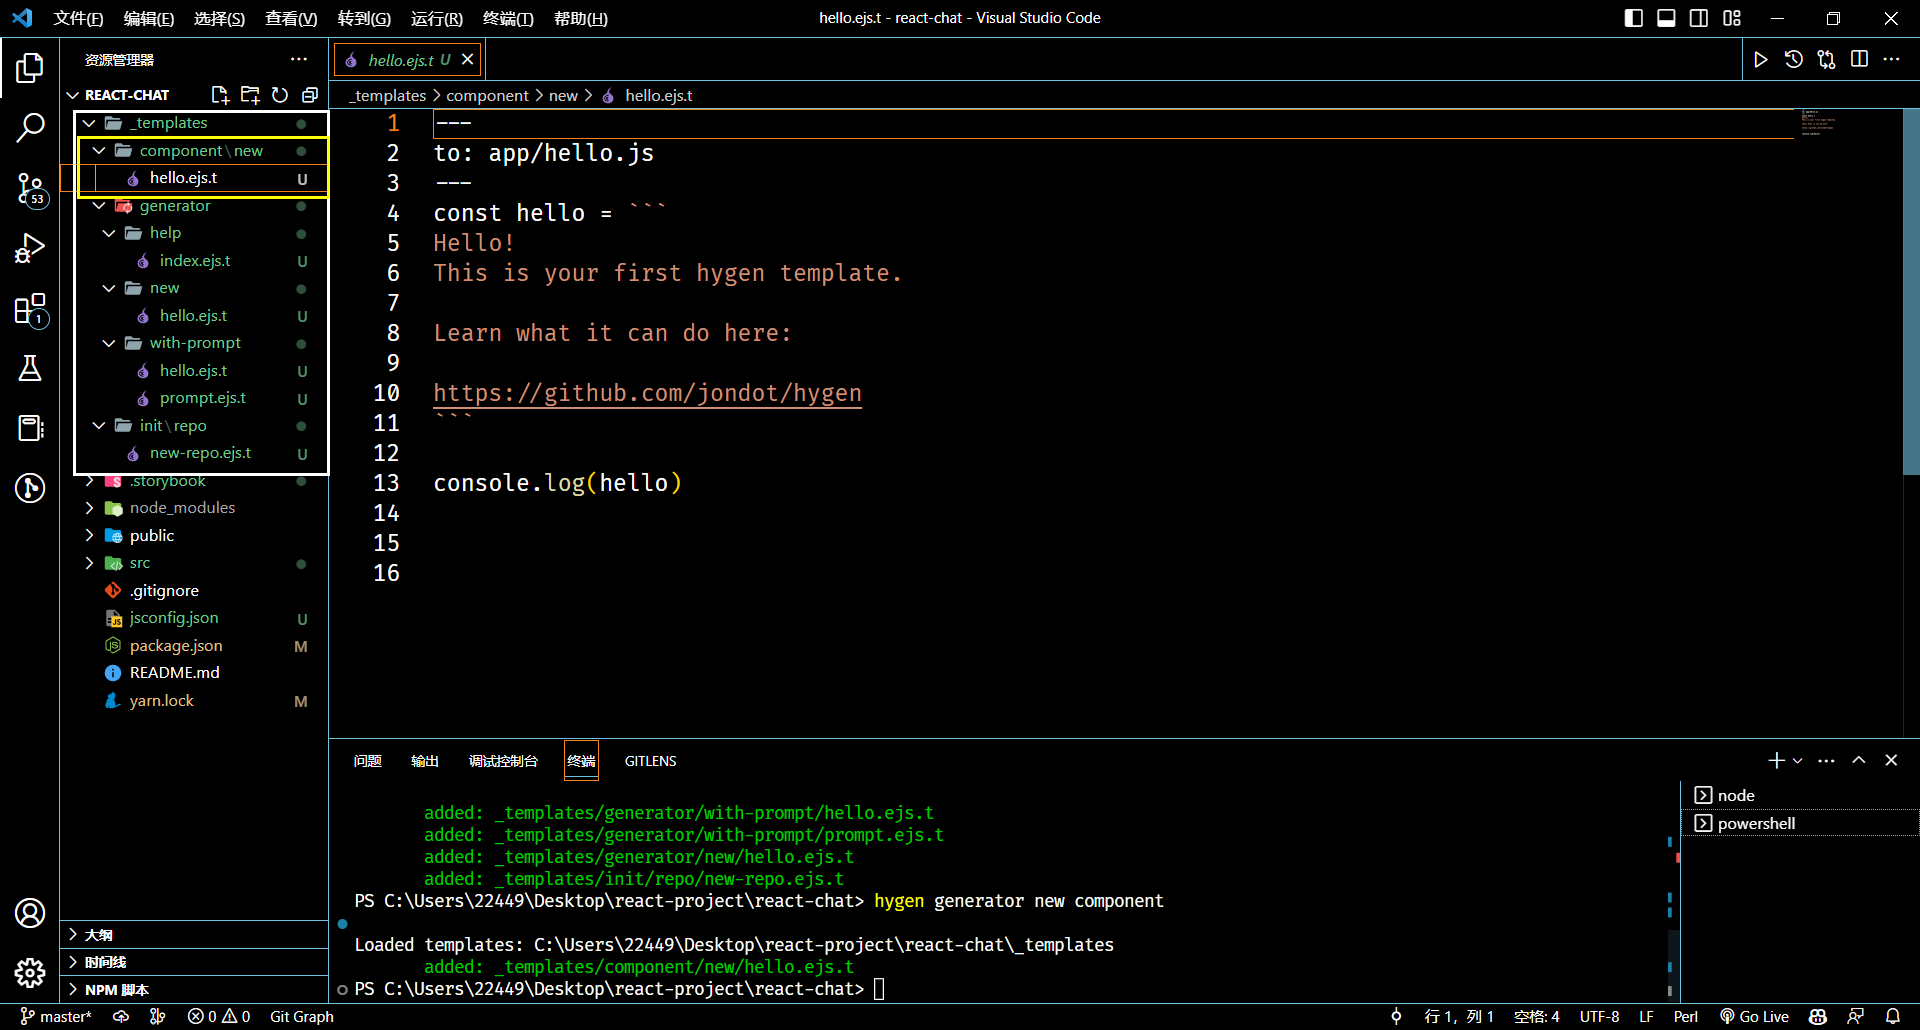 文件(F) 编辑(E) 选择(S) 查看(V) 转到(G) 运行(R) 终端(T) 帮助(H) hello.ejs.t - react-chat - Visual Studio Code
资源管理器
REACT-CHAT
_templates
component\new
hello.ejs.t U
generator
help
index.ejs.t U
new
hello.ejs.t U
with-prompt
hello.ejs.t U
prompt.ejs.t U
init\repo
new-repo.ejs.t U
.storybook
node_modules
public
src
.gitignore
jsconfig.json U
package.json M
README.md
yarn.lock M
大纲
时间线
NPM 脚本
53
1
hello.ejs.t U
_templates > component > new > hello.ejs.t
1 ---
2 to: app/hello.js
3 ---
4 const hello = ```
5 Hello!
6 This is your first hygen template.
7
8 Learn what it can do here:
9
10 https://github.com/jondot/hygen
11 ```
12
13 console.log(hello)
14
15
16
问题 输出 调试控制台 终端 GITLENS
added: _templates/generator/with-prompt/hello.ejs.t
added: _templates/generator/with-prompt/prompt.ejs.t
added: _templates/generator/new/hello.ejs.t
added: _templates/init/repo/new-repo.ejs.t
PS C:\Users\22449\Desktop\react-project\react-chat> hygen generator new component
Loaded templates: C:\Users\22449\Desktop\react-project\react-chat\_templates
added: _templates/component/new/hello.ejs.t
PS C:\Users\22449\Desktop\react-project\react-chat>
node
powershell
master* 0 0 Git Graph 行 1，列 1 空格: 4 UTF-8 LF Perl Go Live